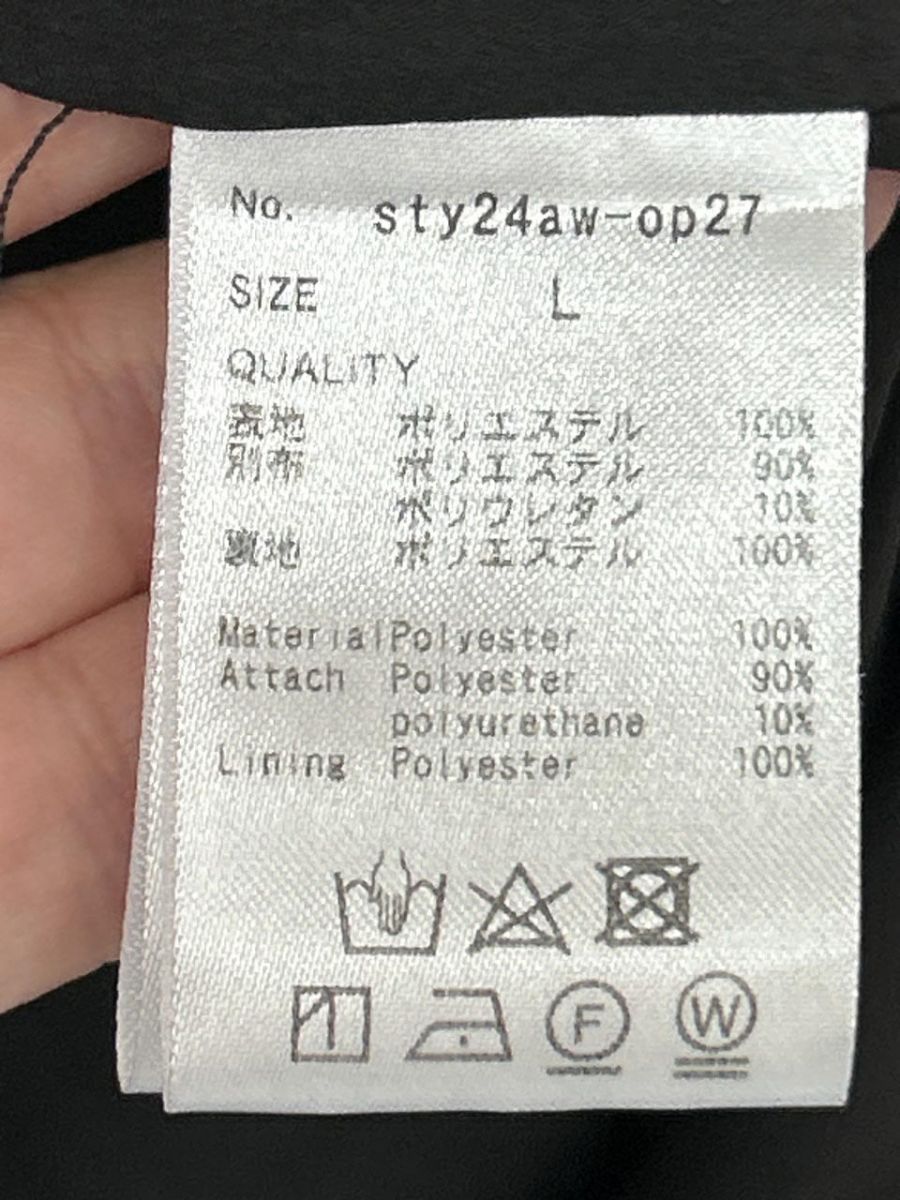 No. sty24aw-op27
SIZE L
QUALITY
表地 ポリエステル 100%
別布 ポリエステル 90%
ポリウレタン 10%
裏地 ポリエステル 100%
Material Polyester 100%
Attach Polyester 90%
polyurethane 10%
Lining Polyester 100%
F W